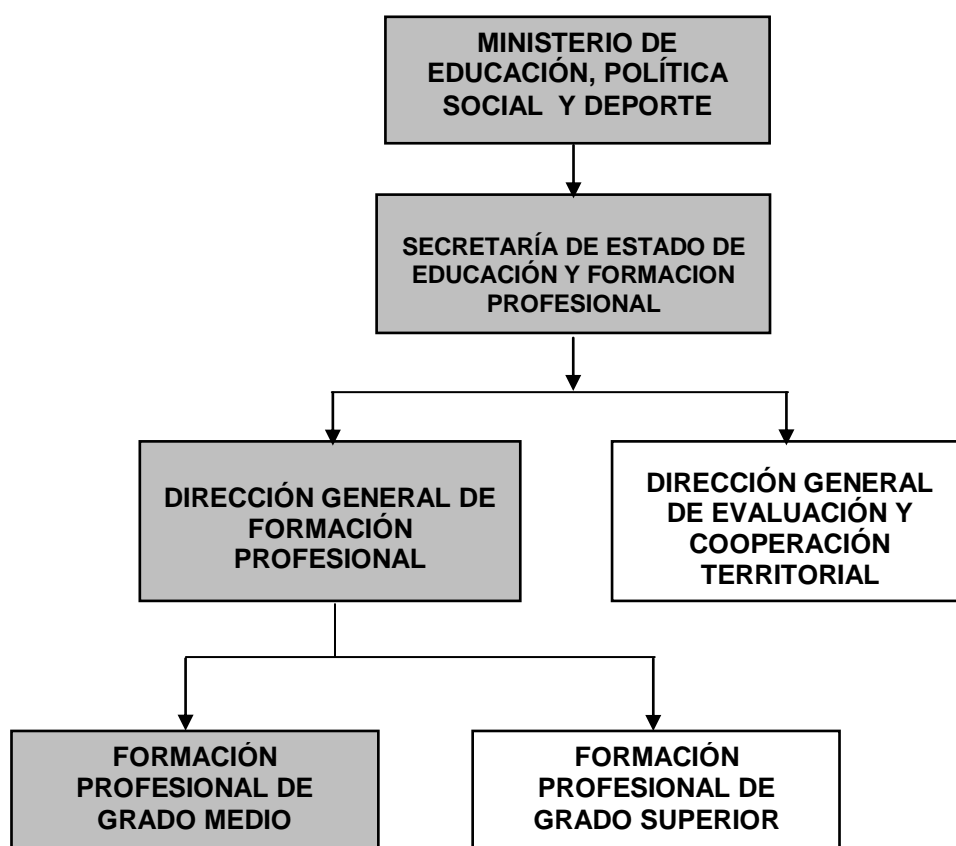 MINISTERIO DE
EDUCACIÓN, POLÍTICA
SOCIAL Y DEPORTE
SECRETARÍA DE ESTADO DE
EDUCACIÓN Y FORMACION
PROFESIONAL
DIRECCIÓN GENERAL DE
FORMACIÓN
PROFESIONAL
DIRECCIÓN GENERAL
DE EVALUACIÓN Y
COOPERACIÓN
TERRITORIAL
FORMACIÓN
PROFESIONAL DE
GRADO MEDIO
FORMACIÓN
PROFESIONAL DE
GRADO SUPERIOR